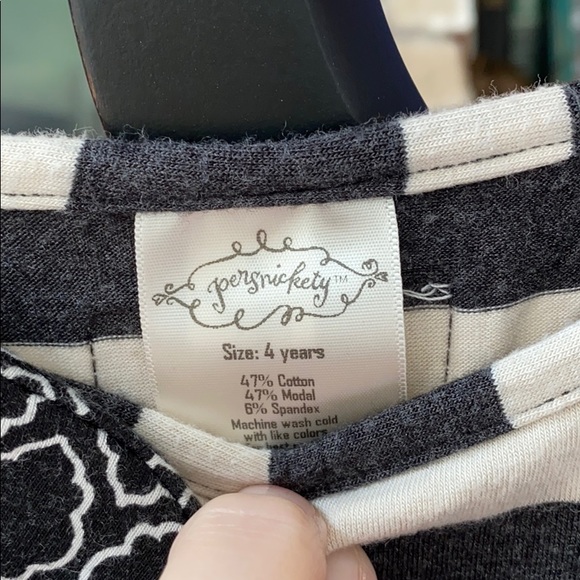 persnickety™
Size: 4 years
47% Cotton
47% Modal
6% Spandex
Machine wash cold
with like colors